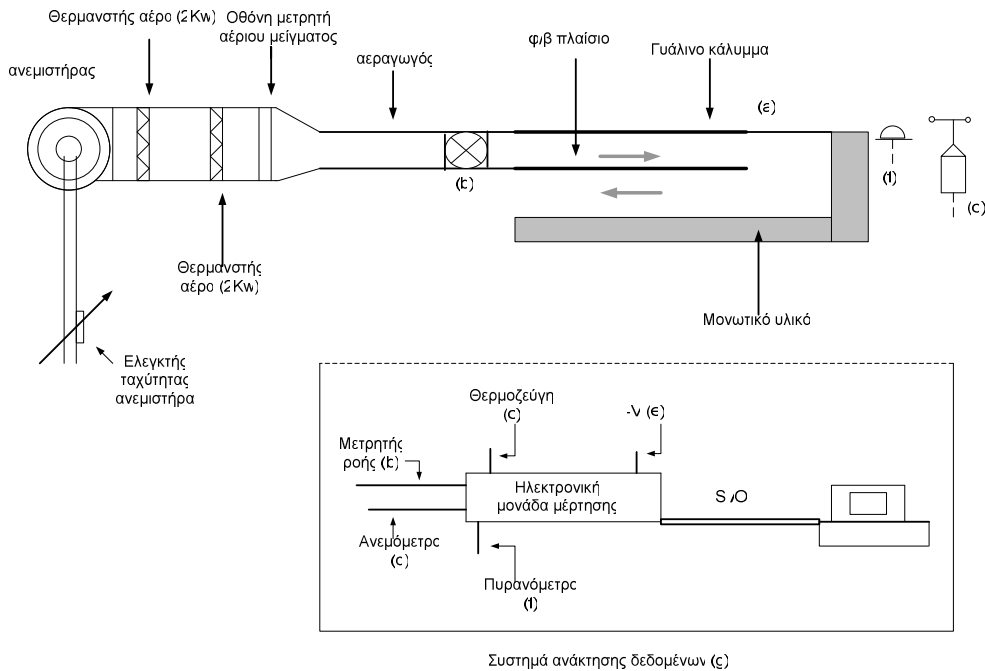 Θερμανστής αέρο (2Kw)
Οθόνη μετρητή
αέριου μείγματος
ανεμιστήρας
αεραγωγός
φ/β πλαίσιο
Γυάλινο κάλυμμα
(a)
(b)
(f)
(c)
Θερμανστής
αέρο (2Kw)
Μονωτικό υλικό
Ελεγκτής
ταχύτητας
ανεμιστήρα
Θερμοζεύγη
(c)
-V (e)
Μετρητής
ροής (b)
Ηλεκτρονική
μονάδα μέρτησης
S/O
Ανεμόμετρο
(c)
Πυρανόμετρο
(f)
Συστημά ανάκτησης δεδομένων (g)